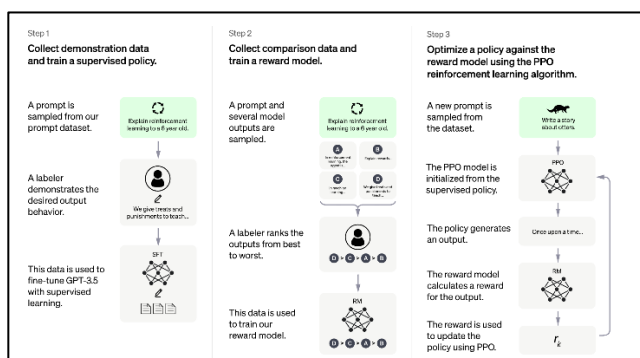 Step 1
Collect demonstration data
and train a supervised policy.
A prompt is
sampled from our
prompt dataset.
Explain reinforcement
learning to a 6 year old.
A labeler
demonstrates the
desired output
behavior.
We give treats and
punishments to teach...
This data is used to
fine-tune GPT-3.5
with supervised
learning.
SFT
Step 2
Collect comparison data and
train a reward model.
A prompt and
several model
outputs are
sampled.
Explain reinforcement
learning to a 6 year old.
A
B
C
D
A labeler ranks the
outputs from best
to worst.
D > C > A > B
This data is used
to train our
reward model.
RM
D > C > A > B
Step 3
Optimize a policy against the
reward model using the PPO
reinforcement learning algorithm.
A new prompt is
sampled from
the dataset.
Write a story
about otters.
The PPO model is
initialized from the
supervised policy.
PPO
The policy generates
an output.
Once upon a time...
The reward model
calculates a reward
for the output.
RM
The reward is used
to update the
policy using PPO.
rk